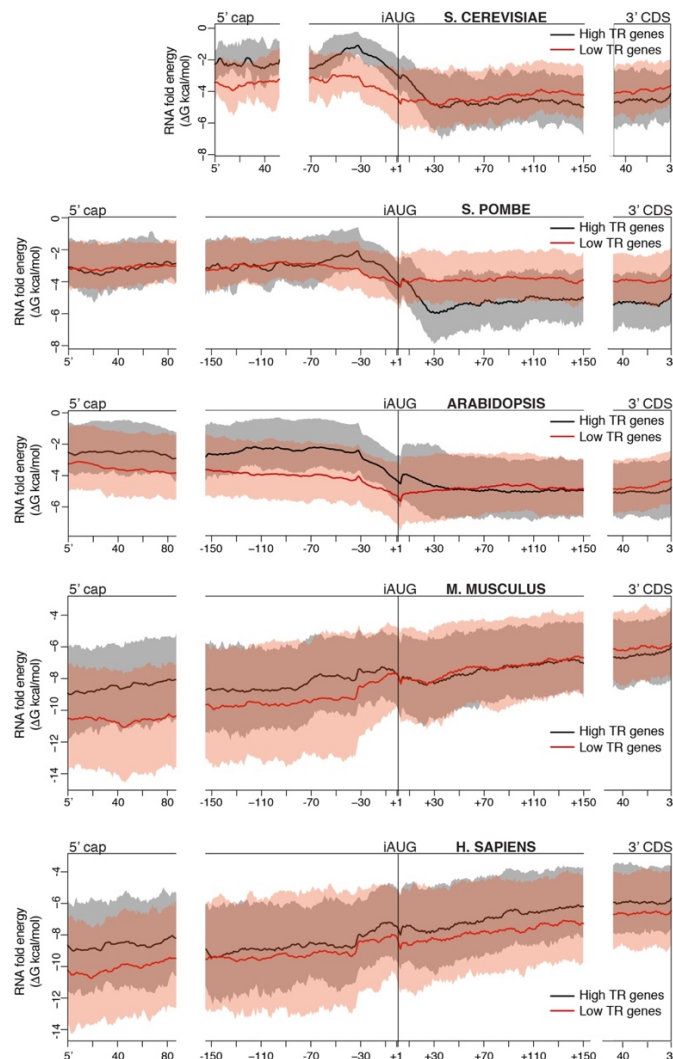 5' cap iAUG S. CEREVISIAE 3' CDS
High TR genes
Low TR genes
RNA fold energy
(ΔG kcal/mol)
0
-2
-4
-6
-8
5' 40 -70 -30 +1 +30 +70 +110 +150 40 3
5' cap iAUG S. POMBE 3' CDS
High TR genes
Low TR genes
RNA fold energy
(ΔG kcal/mol)
0
-2
-4
-6
-8
5' 40 80 -150 -110 -70 -30 +1 +30 +70 +110 +150 40 3
5' cap iAUG ARABIDOPSIS 3' CDS
High TR genes
Low TR genes
RNA fold energy
(ΔG kcal/mol)
0
-2
-4
-6
5' 40 80 -150 -110 -70 -30 +1 +30 +70 +110 +150 40 3
5' cap iAUG M. MUSCULUS 3' CDS
RNA fold energy
(ΔG kcal/mol)
-4
-6
-8
-10
-12
-14
High TR genes
Low TR genes
5' 40 80 -150 -110 -70 -30 +1 +30 +70 +110 +150 40 3
5' cap iAUG H. SAPIENS 3' CDS
RNA fold energy
(ΔG kcal/mol)
-4
-6
-8
-10
-12
-14
High TR genes
Low TR genes
5' 40 80 -150 -110 -70 -30 +1 +30 +70 +110 +150 40 3